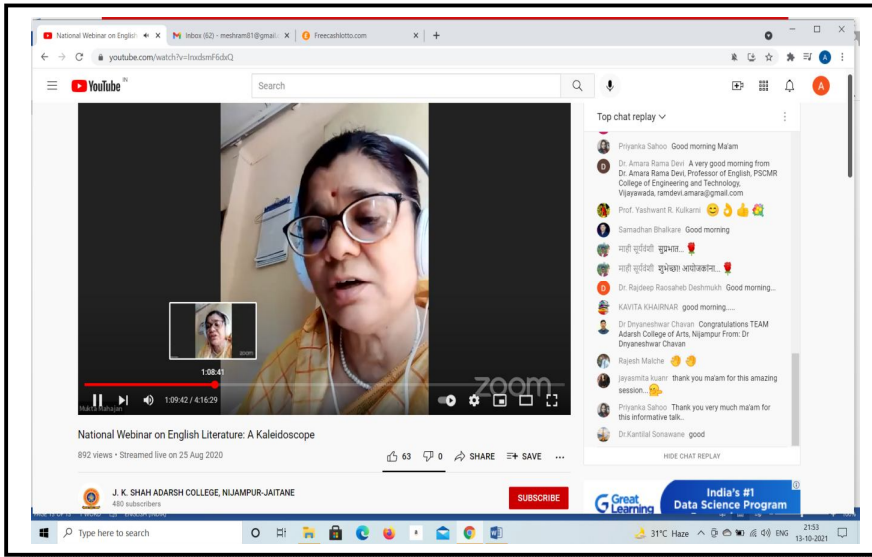 National Webinar on English
Inbox (62) - meshram81@gmail.c
Freecashlotto.com
youtube.com/watch?v=InxdsmF6dxQ
YouTube IN
Search
A
zoom
1:08:41
zoom
1:09:42 / 4:16:29
Mukta Mahajan
National Webinar on English Literature: A Kaleidoscope
892 views • Streamed live on 25 Aug 2020
63
0
SHARE
SAVE
J. K. SHAH ADARSH COLLEGE, NIJAMPUR-JAITANE
480 subscribers
SUBSCRIBE
Top chat replay
Priyanka Sahoo Good morning Ma'am
Dr. Amara Rama Devi A very good morning from
Dr. Amara Rama Devi, Professor of English, PSCMR
College of Engineering and Technology,
Vijayawada, ramdevi.amara@gmail.com
Prof. Yashwant R. Kulkarni
Samadhan Bhalkare Good morning
माही सूर्यवंशी सुप्रभात...
माही सूर्यवंशी शुभेच्छा! आयोजकांना...
Dr. Rajdeep Raosaheb Deshmukh Good morning...
KAVITA KHAIRNAR good morning.....
Dr Dnyaneshwar Chavan Congratulations TEAM
Adarsh College of Arts, Nijampur From: Dr
Dnyaneshwar Chavan
Rajesh Malche
jayasmita kuanr thank you ma'am for this amazing
session...
Priyanka Sahoo Thank you very much ma'am for
this informative talk..
Dr.Kantilal Sonawane good
HIDE CHAT REPLAY
Great Learning
India's #1
Data Science Program
Type here to search
31°C Haze
ENG
21:53
13-10-2021